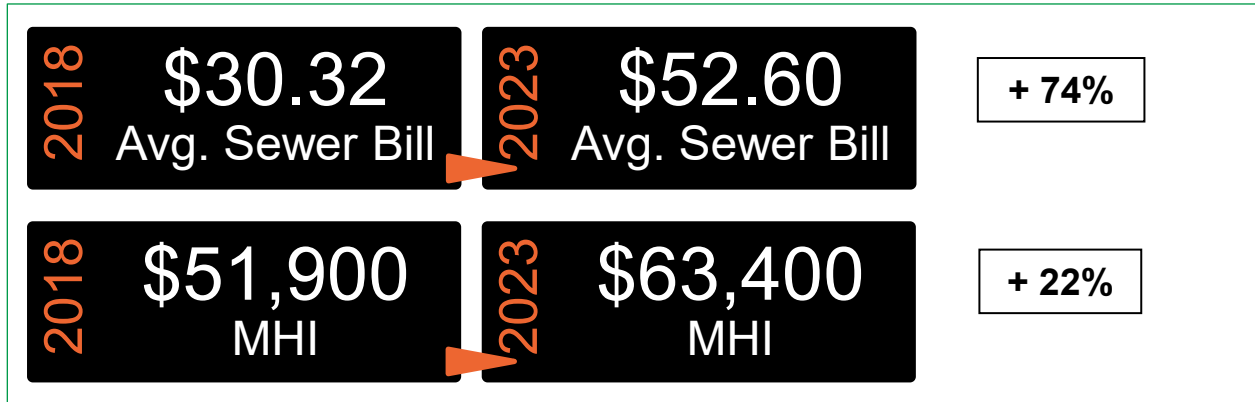 2018
$30.32
Avg. Sewer Bill
2023
$52.60
Avg. Sewer Bill
+ 74%
2018
$51,900
MHI
2023
$63,400
MHI
+ 22%